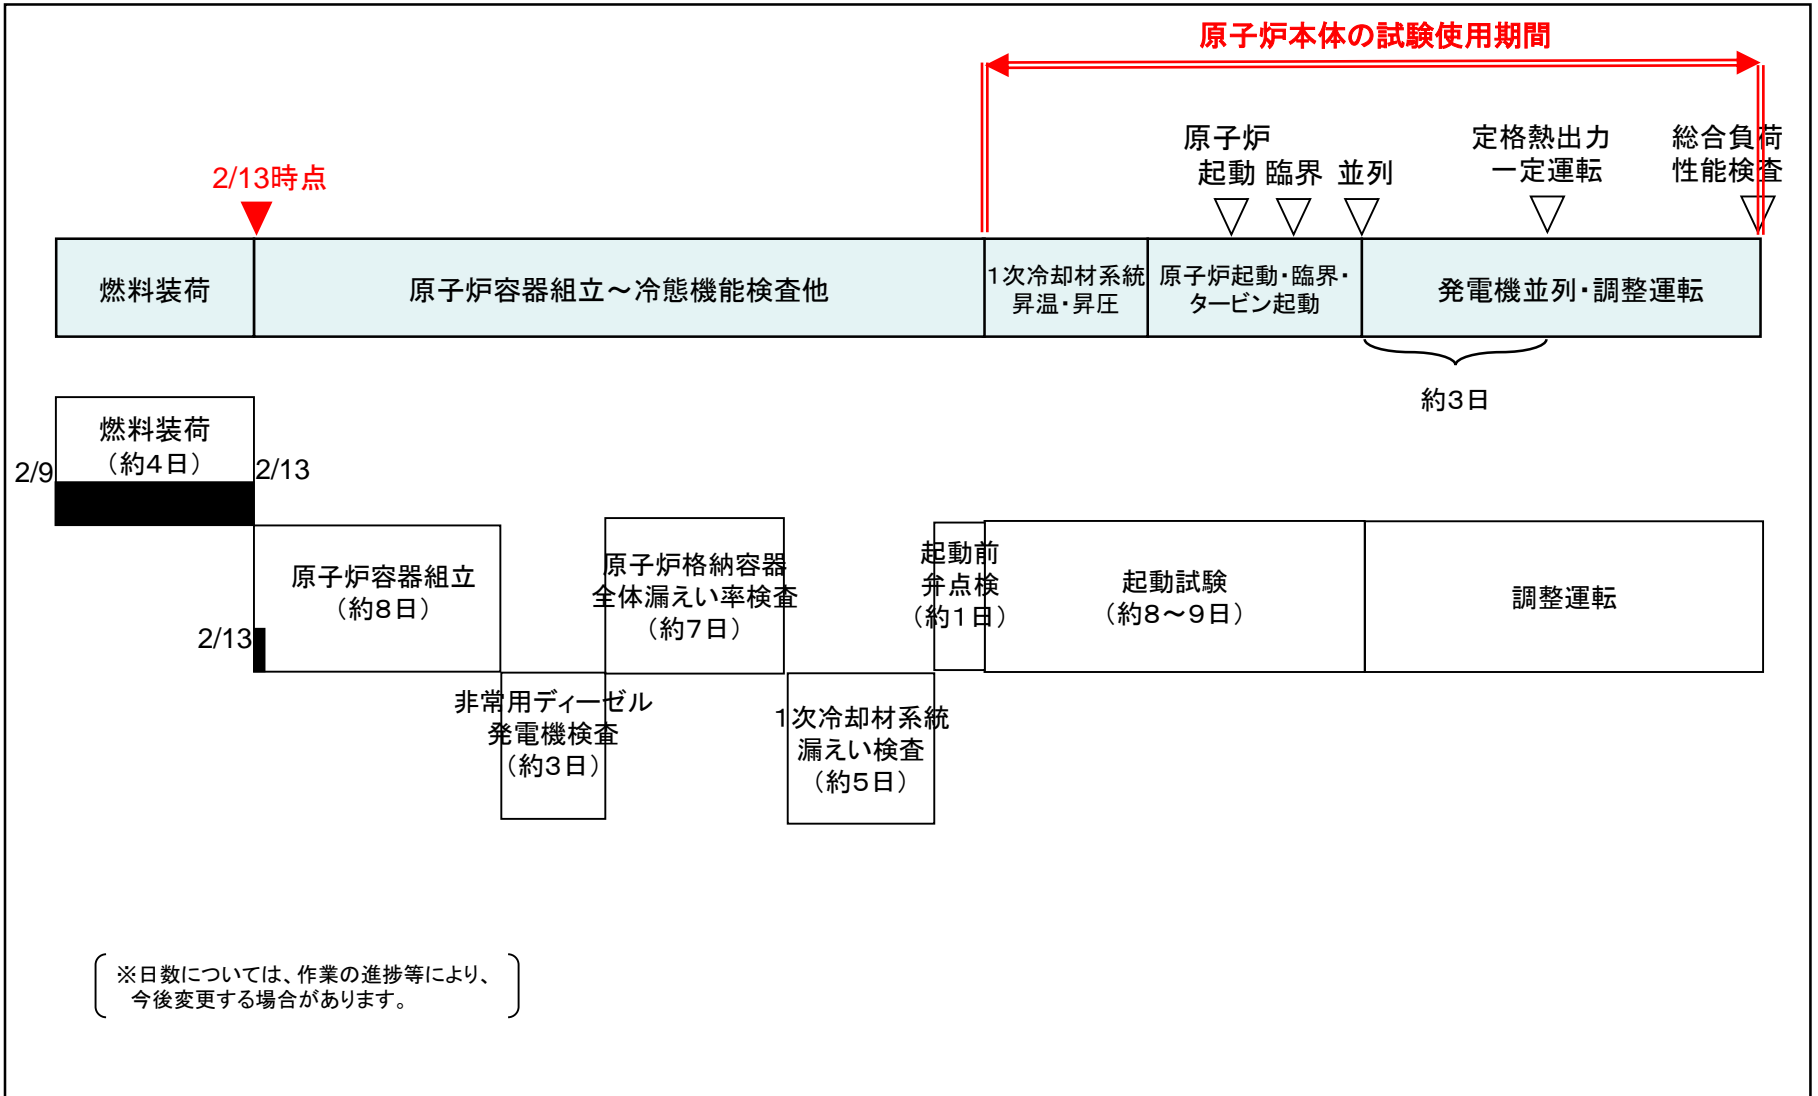 原子炉本体の試験使用期間
2/13時点
原子炉
起動
臨界
並列
定格熱出力
一定運転
総合負荷
性能検査
燃料装荷
原子炉容器組立～冷態機能検査他
1次冷却材系統
昇温・昇圧
原子炉起動・臨界・
タービン起動
発電機並列・調整運転
約3日
燃料装荷
（約4日）
2/9
2/13
原子炉容器組立
（約8日）
2/13
非常用ディーゼル
発電機検査
（約3日）
原子炉格納容器
全体漏えい率検査
（約7日）
1次冷却材系統
漏えい検査
（約5日）
起動前
弁点検
（約1日）
起動試験
（約8～9日）
調整運転
※日数については、作業の進捗等により、
今後変更する場合があります。